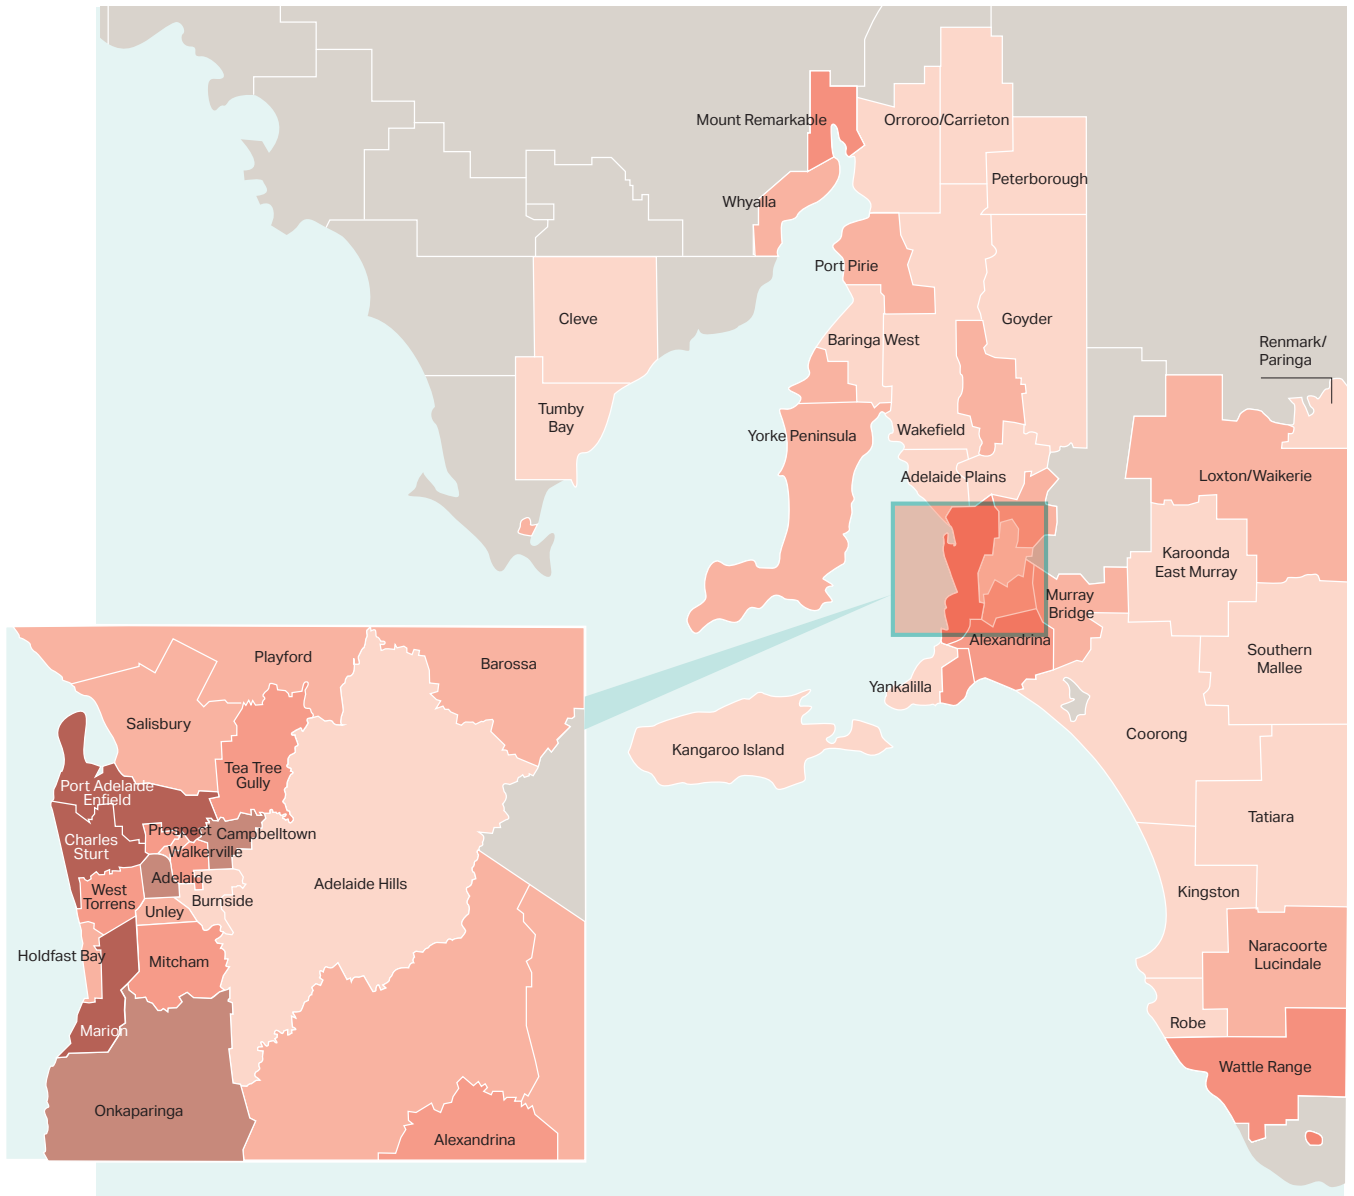 Mount Remarkable
Orroroo/Carrieton
Peterborough
Whyalla
Port Pirie
Cleve
Goyder
Baringa West
Renmark/
Paringa
Tumby
Bay
Yorke Peninsula
Wakefield
Adelaide Plains
Loxton/Waikerie
Karoonda
East Murray
Murray
Bridge
Alexandrina
Southern
Mallee
Yankalilla
Kangaroo Island
Coorong
Tatiara
Kingston
Naracoorte
Lucindale
Robe
Wattle Range
Playford
Barossa
Salisbury
Tea Tree
Gully
Port Adelaide
Enfield
Prospect
Campbelltown
Charles
Sturt
Walkerville
Adelaide
Adelaide Hills
West
Torrens
Burnside
Unley
Holdfast Bay
Mitcham
Marion
Onkaparinga
Alexandrina